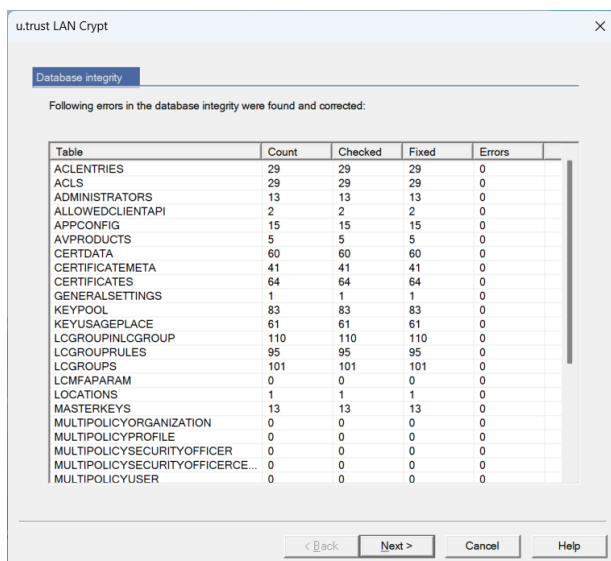 u.trust LAN Crypt
Database integrity
Following errors in the database integrity were found and corrected:
Table Count Checked Fixed Errors
ACLENTRIES 29 29 29 0
ACLS 29 29 29 0
ADMINISTRATORS 13 13 13 0
ALLOWEDCLIENTAPI 2 2 2 0
APPCONFIG 15 15 15 0
AVPRODUCTS 5 5 5 0
CERTDATA 60 60 60 0
CERTIFICATEMETA 41 41 41 0
CERTIFICATES 64 64 64 0
GENERALSETTINGS 1 1 1 0
KEYPOOL 83 83 83 0
KEYUSAGEPLACE 61 61 61 0
LCGROUPINLCGROUP 110 110 110 0
LCGROUPRULES 95 95 95 0
LCGROUPS 101 101 101 0
LCMFAPARAM 0 0 0 0
LOCATIONS 1 1 1 0
MASTERKEYS 13 13 13 0
MULTIPOLICYORGANIZATION 0 0 0 0
MULTIPOLICYPROFILE 0 0 0 0
MULTIPOLICYSECURITYOFFICER 0 0 0 0
MULTIPOLICYSECURITYOFFICERCE... 0 0 0 0
MULTIPOLICYUSER 0 0 0 0
< Back Next > Cancel Help